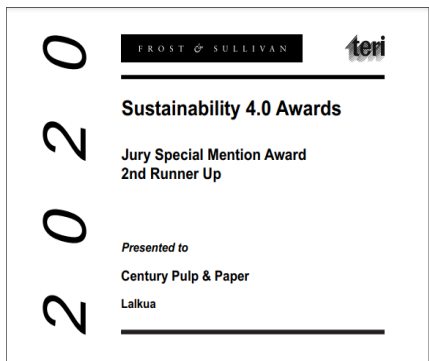 2020
FROST & SULLIVAN
teri
Sustainability 4.0 Awards
Jury Special Mention Award
2nd Runner Up
Presented to
Century Pulp & Paper
Lalkua